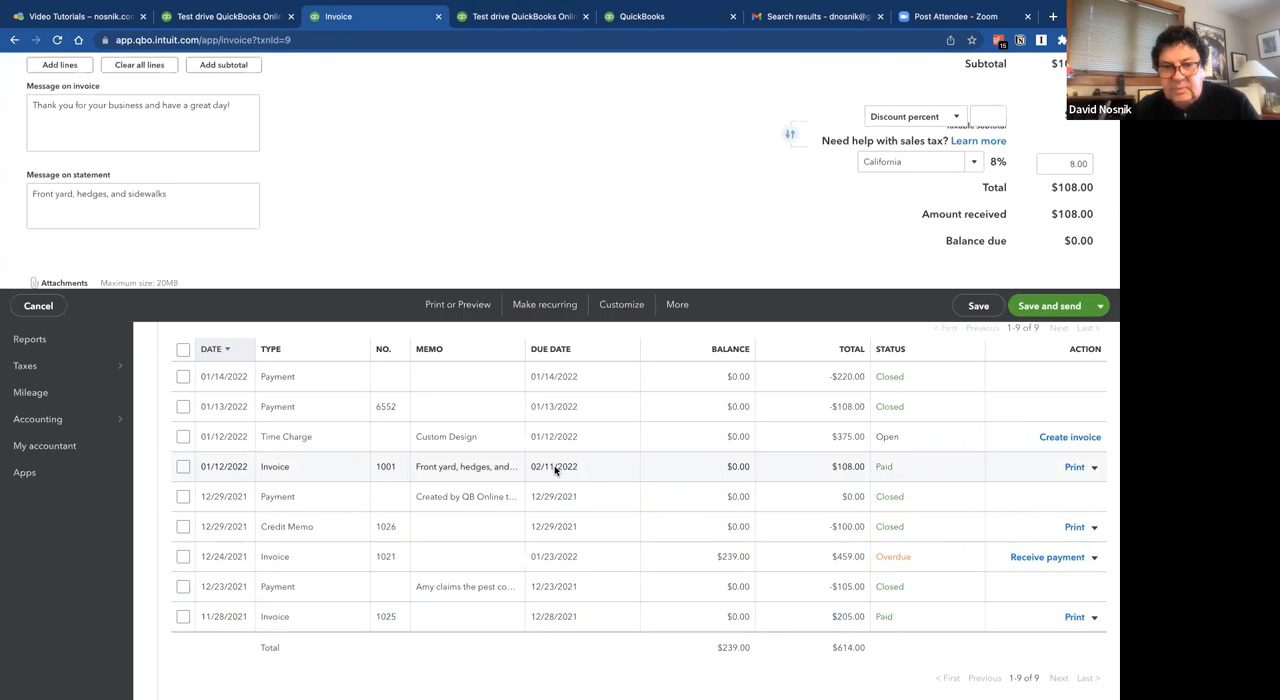 Video Tutorials – nosnik.co
Test drive QuickBooks Onli
Invoice
Test drive QuickBooks Onli
QuickBooks
Search results - dnosnik@g
Post Attendee - Zoom
app.qbo.intuit.com/app/invoice?txnId=9
15
Add lines
Clear all lines
Add subtotal
Subtotal
Message on invoice
Thank you for your business and have a great day!
David Nosnik
Discount percent
Taxable subtotal
Need help with sales tax? Learn more
California
8%
8.00
Message on statement
Front yard, hedges, and sidewalks
Total $108.00
Amount received $108.00
Balance due $0.00
Attachments Maximum size: 20MB
Cancel
Print or Preview
Make recurring
Customize
More
Save
Save and send
Reports
Taxes
Mileage
Accounting
My accountant
Apps
< First Previous 1-9 of 9 Next Last >
DATE TYPE NO. MEMO DUE DATE BALANCE TOTAL STATUS ACTION
01/14/2022 Payment 01/14/2022 $0.00 -$220.00 Closed
01/13/2022 Payment 6552 01/13/2022 $0.00 -$108.00 Closed
01/12/2022 Time Charge Custom Design 01/12/2022 $0.00 $375.00 Open Create invoice
01/12/2022 Invoice 1001 Front yard, hedges, and... 02/11/2022 $0.00 $108.00 Paid Print
12/29/2021 Payment Created by QB Online t... 12/29/2021 $0.00 $0.00 Closed
12/29/2021 Credit Memo 1026 12/29/2021 $0.00 -$100.00 Closed Print
12/24/2021 Invoice 1021 01/23/2022 $239.00 $459.00 Overdue Receive payment
12/23/2021 Payment Amy claims the pest co... 12/23/2021 $0.00 -$105.00 Closed
11/28/2021 Invoice 1025 12/28/2021 $0.00 $205.00 Paid Print
Total $239.00 $614.00
< First Previous 1-9 of 9 Next Last >